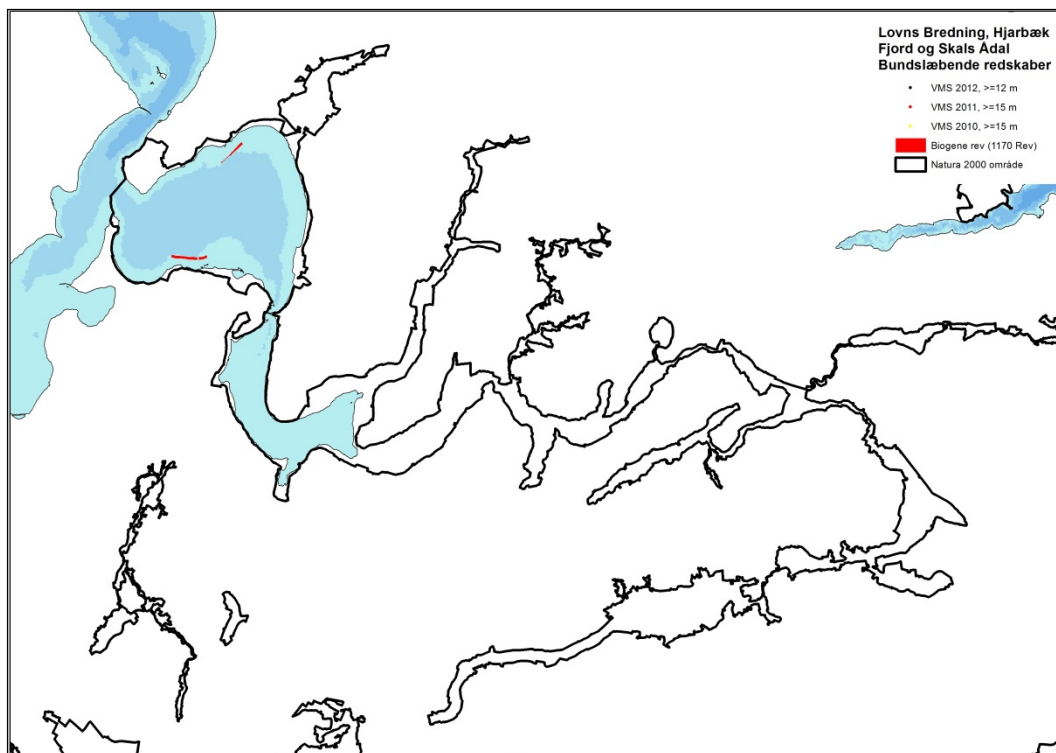 Lovns Bredning, Hjarbæk
Fjord og Skals Ådal
Bundslæbende redskaber
VMS 2012, >=12 m
VMS 2011, >=15 m
VMS 2010, >=15 m
Biogene rev (1170 Rev)
Natura 2000 område